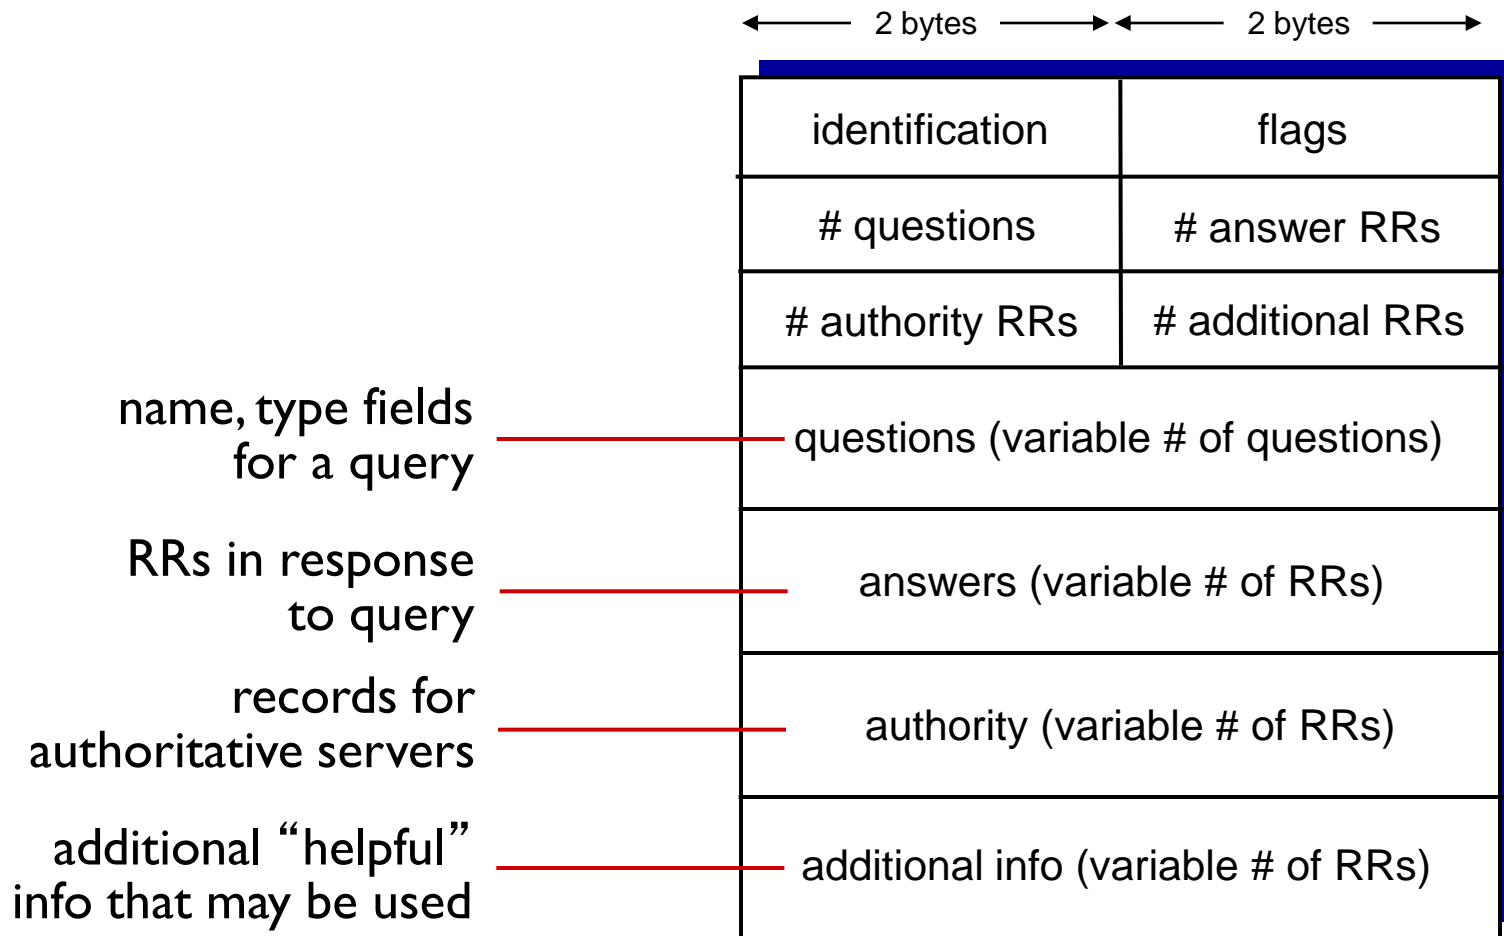 2 bytes 2 bytes
identification flags
# questions # answer RRs
# authority RRs # additional RRs
name, type fields
for a query
questions (variable # of questions)
RRs in response
to query
answers (variable # of RRs)
records for
authoritative servers
authority (variable # of RRs)
additional “helpful”
info that may be used
additional info (variable # of RRs)